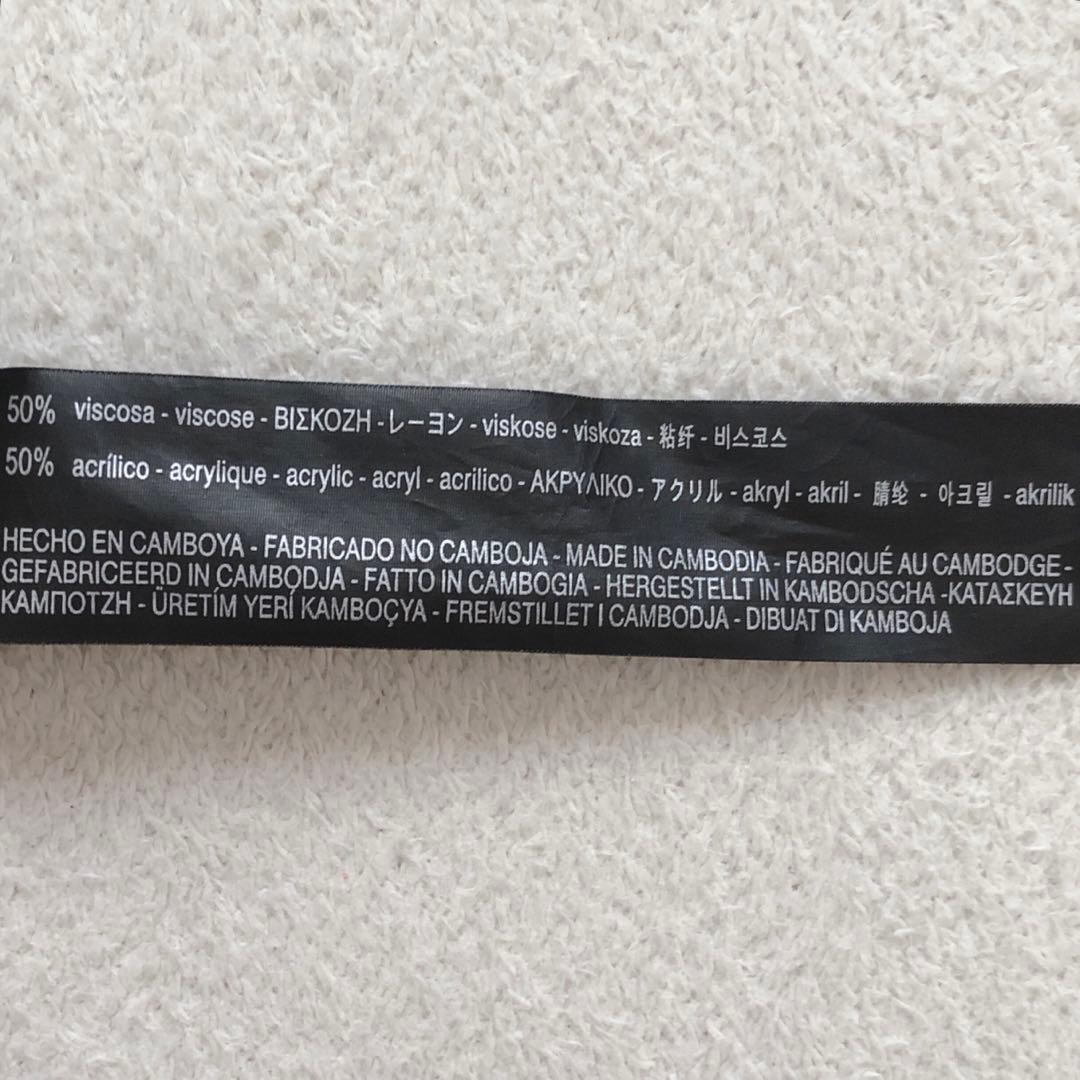 50% viscosa - viscose - ΒΙΣΚΟΖΗ - レーヨン - viskose - viskoza - 粘纤 - 비스코스
50% acrílico - acrylique - acrylic - acryl - acrilico - ΑΚΡΥΛΙΚΟ - アクリル - akryl - akril - 腈纶 - 아크릴 - akrilik
HECHO EN CAMBOYA - FABRICADO NO CAMBOJA - MADE IN CAMBODIA - FABRIQUÉ AU CAMBODGE -
GEFABRICEERD IN CAMBODJA - FATTO IN CAMBOGIA - HERGESTELLT IN KAMBODSCHA - ΚΑΤΑΣΚΕΥΗ
ΚΑΜΠΟΤΖΗ - ÜRETÍM YERÍ KAMBOÇYA - FREMSTILLET I CAMBODJA - DIBUAT DI KAMBOJA